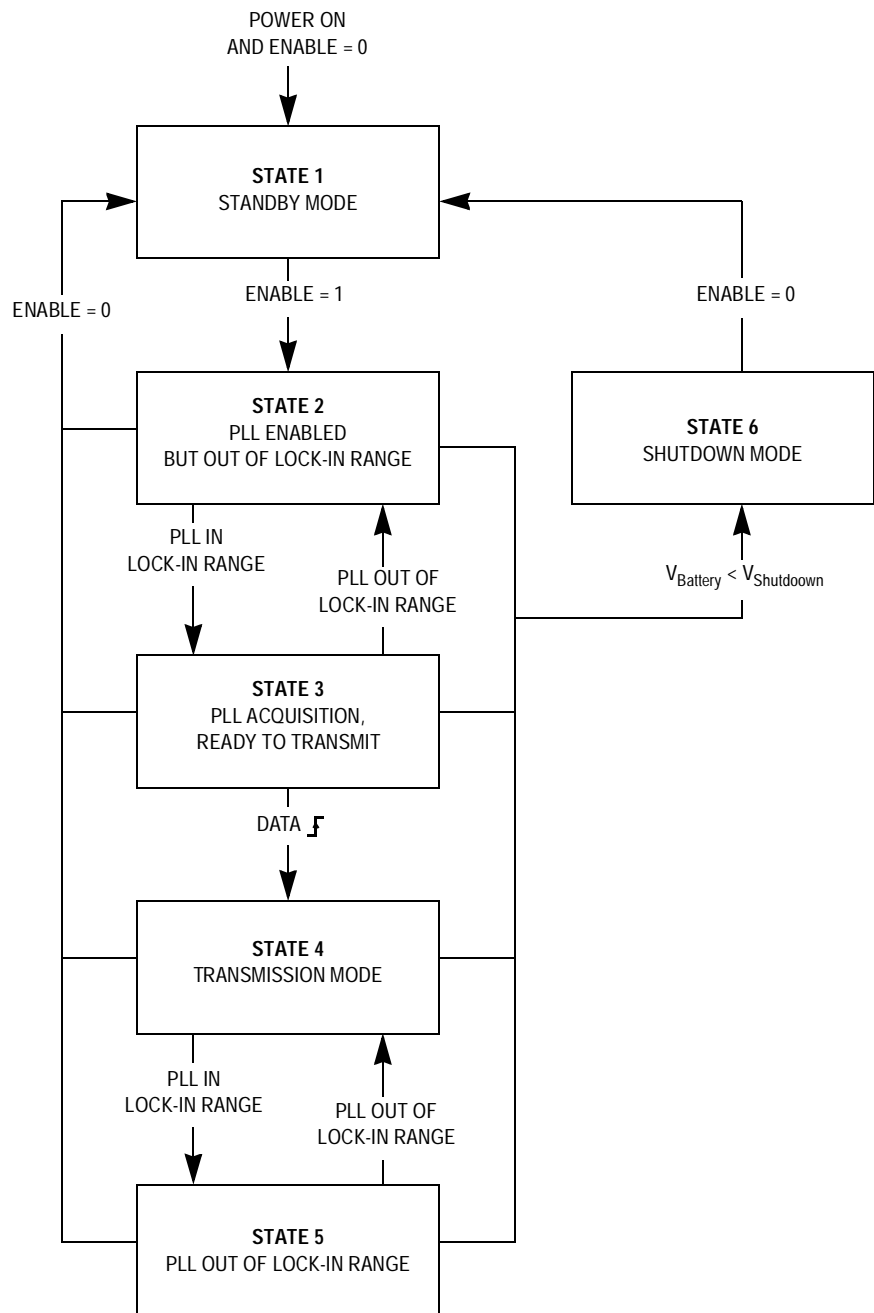 POWER ON
AND ENABLE = 0
STATE 1
STANDBY MODE
ENABLE = 0
ENABLE = 1
ENABLE = 0
STATE 2
PLL ENABLED
BUT OUT OF LOCK-IN RANGE
STATE 6
SHUTDOWN MODE
PLL IN
LOCK-IN RANGE
PLL OUT OF
LOCK-IN RANGE
VBattery < VShutdoown
STATE 3
PLL ACQUISITION,
READY TO TRANSMIT
DATA
STATE 4
TRANSMISSION MODE
PLL IN
LOCK-IN RANGE
PLL OUT OF
LOCK-IN RANGE
STATE 5
PLL OUT OF LOCK-IN RANGE